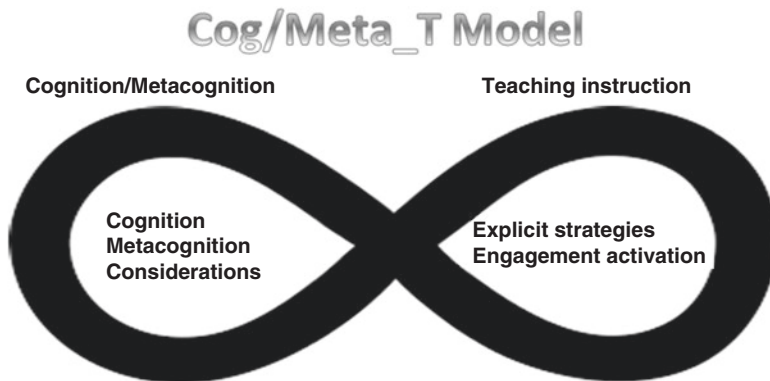 Cog/Meta_T Model
Cognition/Metacognition
Teaching instruction
Cognition
Metacognition
Considerations
Explicit strategies
Engagement activation